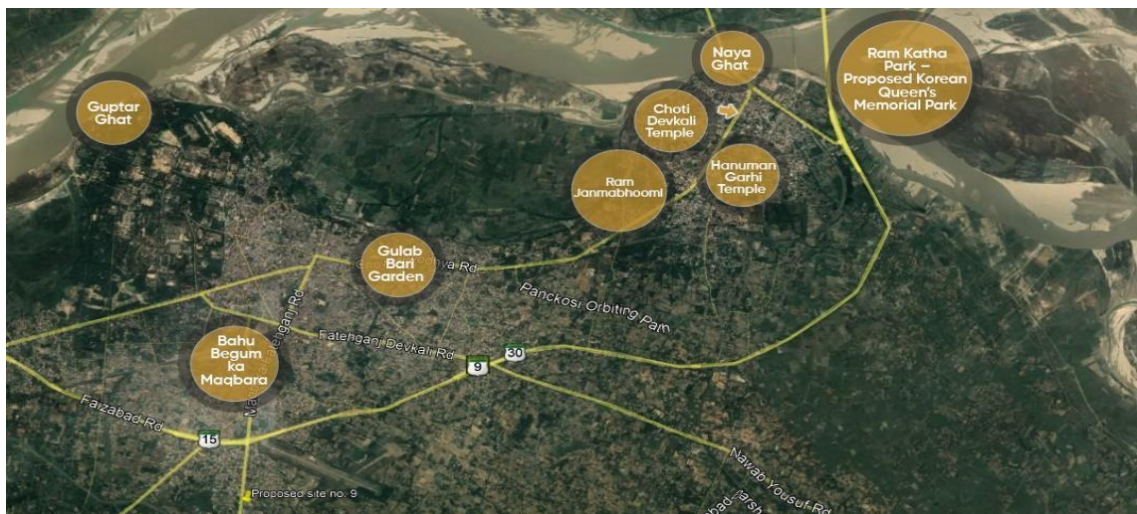 Guptar
Ghat
Naya
Ghat
Ram Katha
Park –
Proposed Korean
Queen's
Memorial Park
Choti
Devkali
Temple
Hanuman
Garhi
Temple
Ram
Janmabhoomi
Gulab
Bari
Garden
Rd
Panckosi Orbiting
Fatehganj Devkali Rd
30
9
Bahu
Begum
ka
Maqbara
Faizabad Rd
15
Nawab Yousuf Rd
Proposed site no. 9